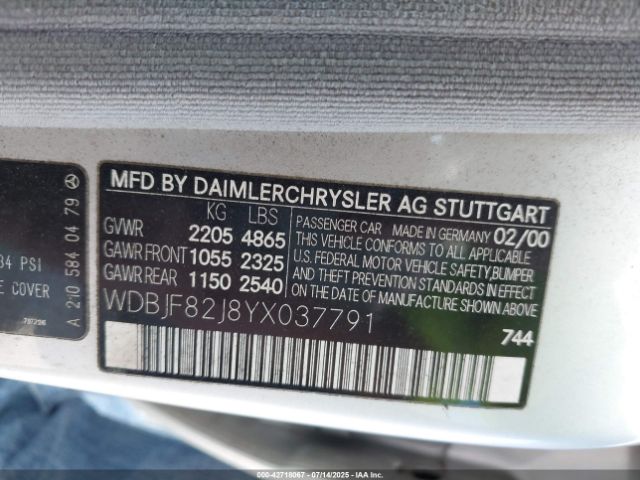 MFD BY DAIMLERCHRYSLER AG STUTTGART
KG LBS
GVWR 2205 4865
GAWR FRONT 1055 2325
GAWR REAR 1150 2540
PASSENGER CAR MADE IN GERMANY 02/00
THIS VEHICLE CONFORMS TO ALL APPLICABLE
U.S. FEDERAL MOTOR VEHICLE SAFETY,BUMPER
AND THEFT PREVENTION STANDARDS IN
EFFECT ON THE DATE OF MANUFACTURE
SHOWN ABOVE.
WDBJF82J8YX037791
744
34 PSI
COVER
A 210 584 04 79
000-42718067 - 07/14/2025 - IAAI.COM